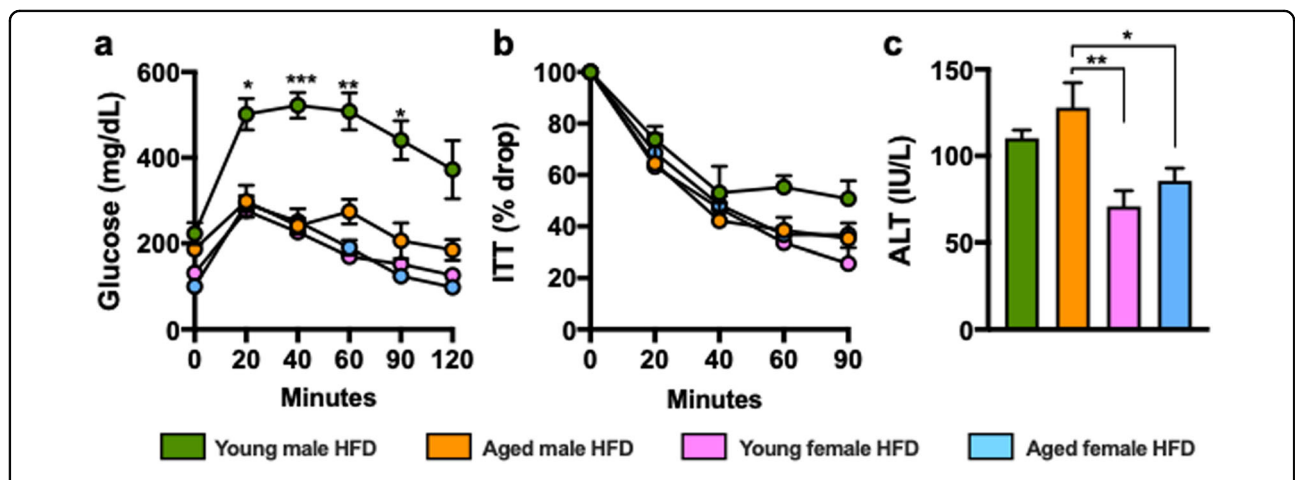 a
Glucose (mg/dL)
600
400
200
0
* *** ** *
0 20 40 60 90 120
Minutes
b
ITT (% drop)
100
80
60
40
20
0
0 20 40 60 90
Minutes
c
ALT (IU/L)
150
100
50
0
*
**
Young male HFD
Aged male HFD
Young female HFD
Aged female HFD